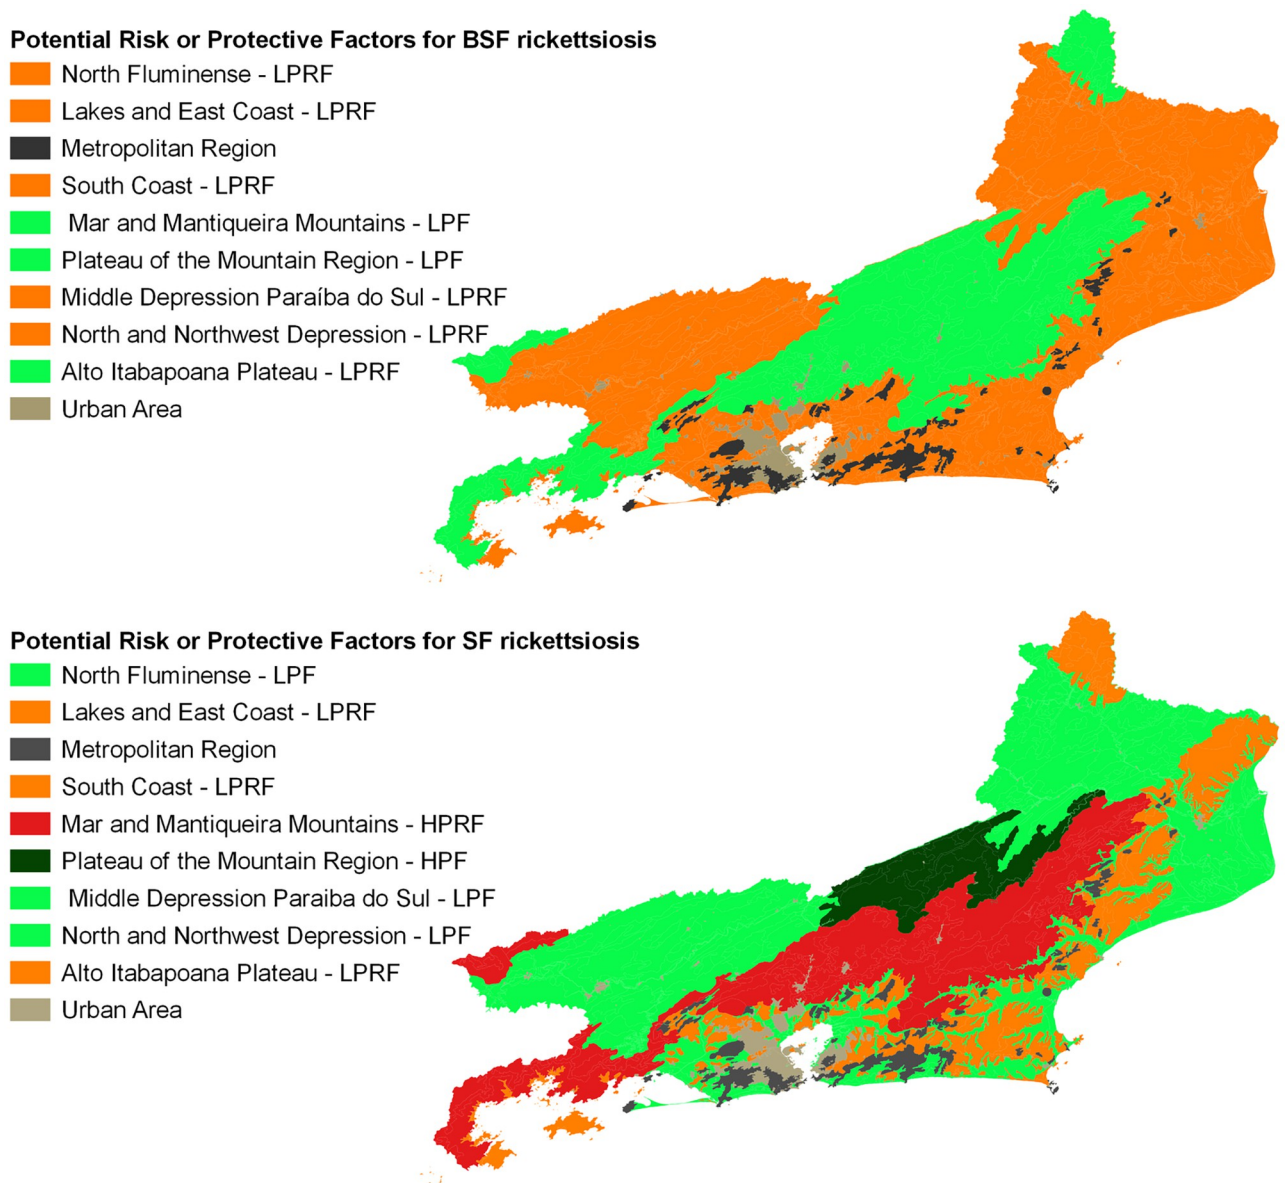 Potential Risk or Protective Factors for BSF rickettsiosis
North Fluminense - LPRF
Lakes and East Coast - LPRF
Metropolitan Region
South Coast - LPRF
Mar and Mantiqueira Mountains - LPF
Plateau of the Mountain Region - LPF
Middle Depression Paraíba do Sul - LPRF
North and Northwest Depression - LPRF
Alto Itabapoana Plateau - LPRF
Urban Area
Potential Risk or Protective Factors for SF rickettsiosis
North Fluminense - LPF
Lakes and East Coast - LPRF
Metropolitan Region
South Coast - LPRF
Mar and Mantiqueira Mountains - HPRF
Plateau of the Mountain Region - HPF
Middle Depression Paraiba do Sul - LPF
North and Northwest Depression - LPF
Alto Itabapoana Plateau - LPRF
Urban Area